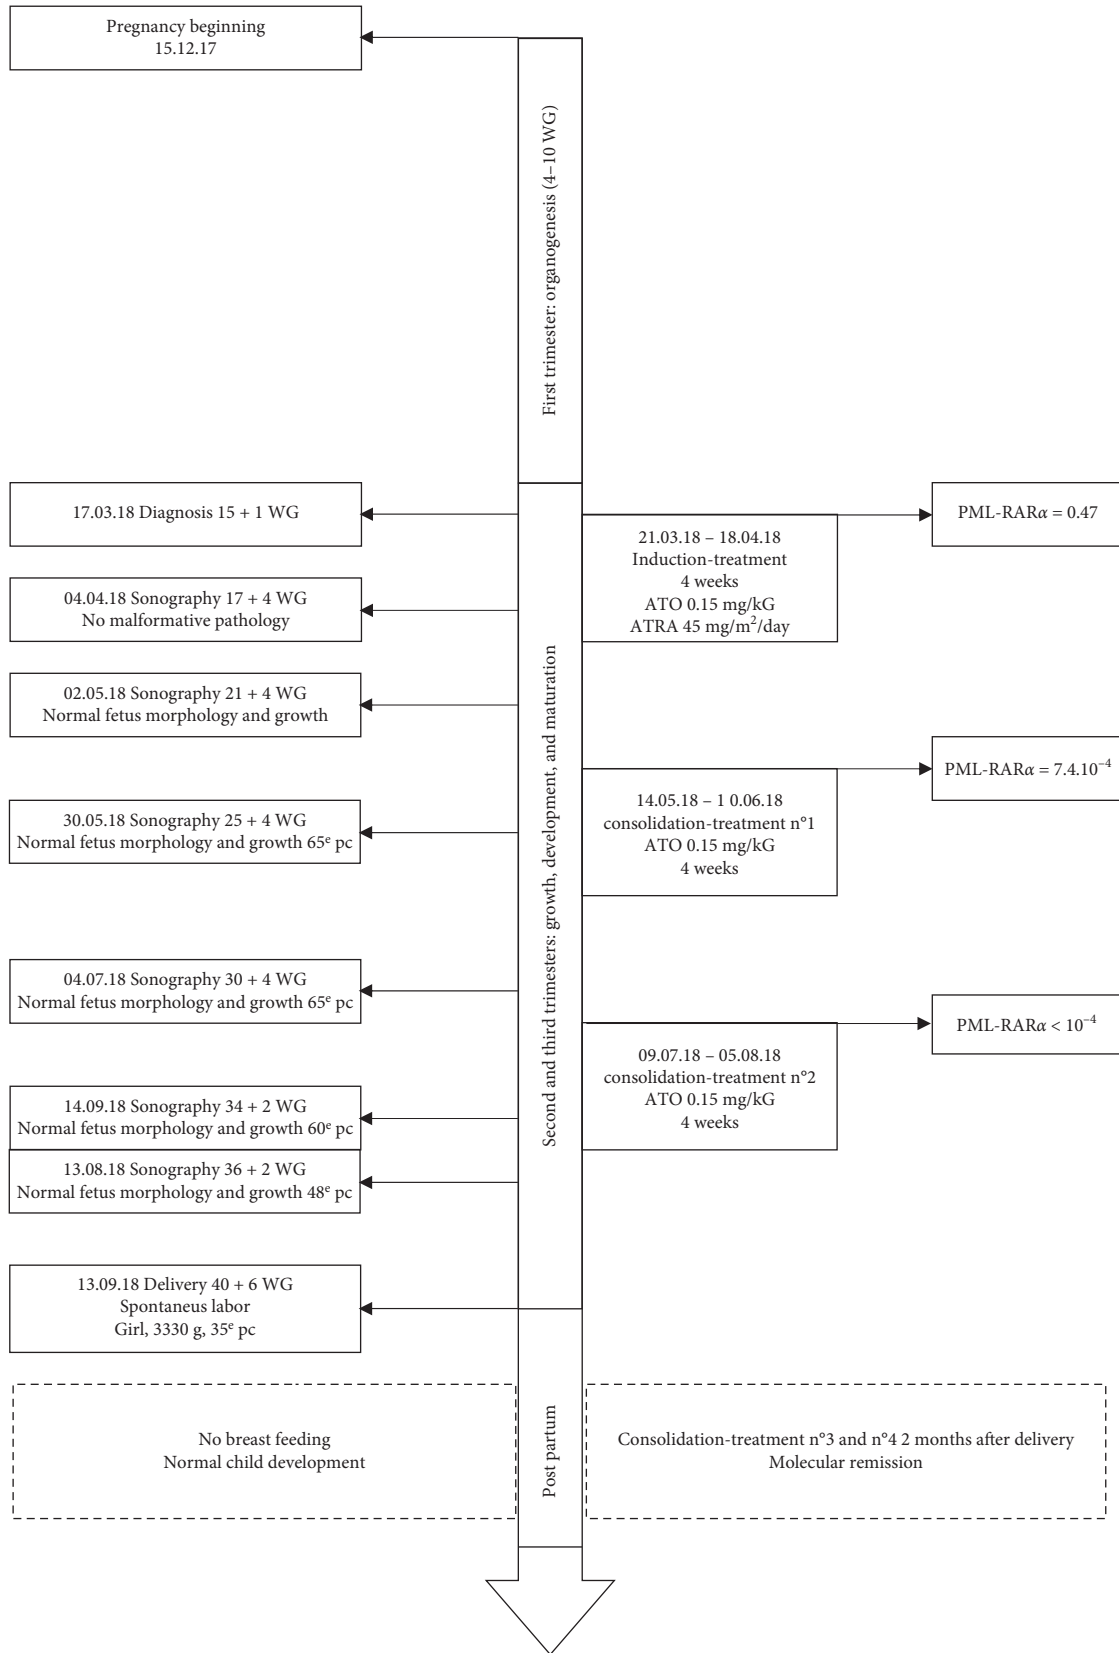 Pregnancy beginning
15.12.17
First trimester: organogenesis (4–10 WG)
17.03.18 Diagnosis 15 + 1 WG
21.03.18 – 18.04.18
Induction-treatment
4 weeks
ATO 0.15 mg/kG
ATRA 45 mg/m²/day
PML-RARα = 0.47
04.04.18 Sonography 17 + 4 WG
No malformative pathology
02.05.18 Sonography 21 + 4 WG
Normal fetus morphology and growth
Second and third trimesters: growth, development, and maturation
14.05.18 – 1 0.06.18
consolidation-treatment n°1
ATO 0.15 mg/kG
4 weeks
PML-RARα = 7.4.10⁻⁴
30.05.18 Sonography 25 + 4 WG
Normal fetus morphology and growth 65ᵉ pc
04.07.18 Sonography 30 + 4 WG
Normal fetus morphology and growth 65ᵉ pc
09.07.18 – 05.08.18
consolidation-treatment n°2
ATO 0.15 mg/kG
4 weeks
PML-RARα < 10⁻⁴
14.09.18 Sonography 34 + 2 WG
Normal fetus morphology and growth 60ᵉ pc
13.08.18 Sonography 36 + 2 WG
Normal fetus morphology and growth 48ᵉ pc
13.09.18 Delivery 40 + 6 WG
Spontaneus labor
Girl, 3330 g, 35ᵉ pc
Post partum
No breast feeding
Normal child development
Consolidation-treatment n°3 and n°4 2 months after delivery
Molecular remission